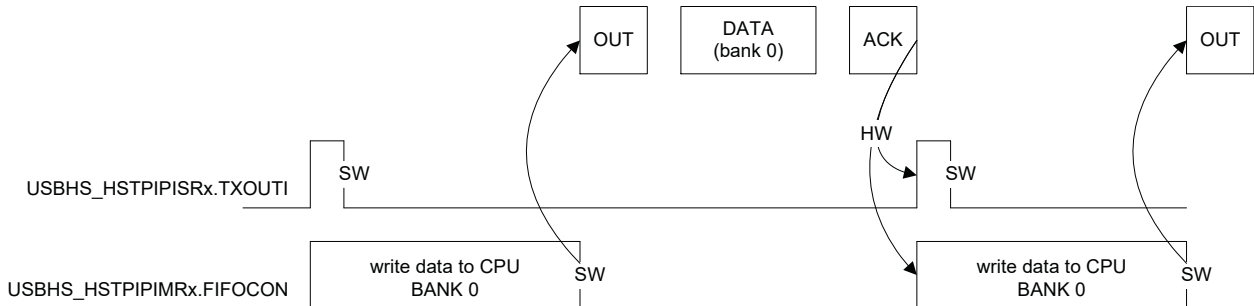 OUT
DATA
(bank 0)
ACK
OUT
HW
SW
SW
USBHS_HSTPIPISRx.TXOUTI
write data to CPU
BANK 0
SW
write data to CPU
BANK 0
SW
USBHS_HSTPIPIMRx.FIFOCON